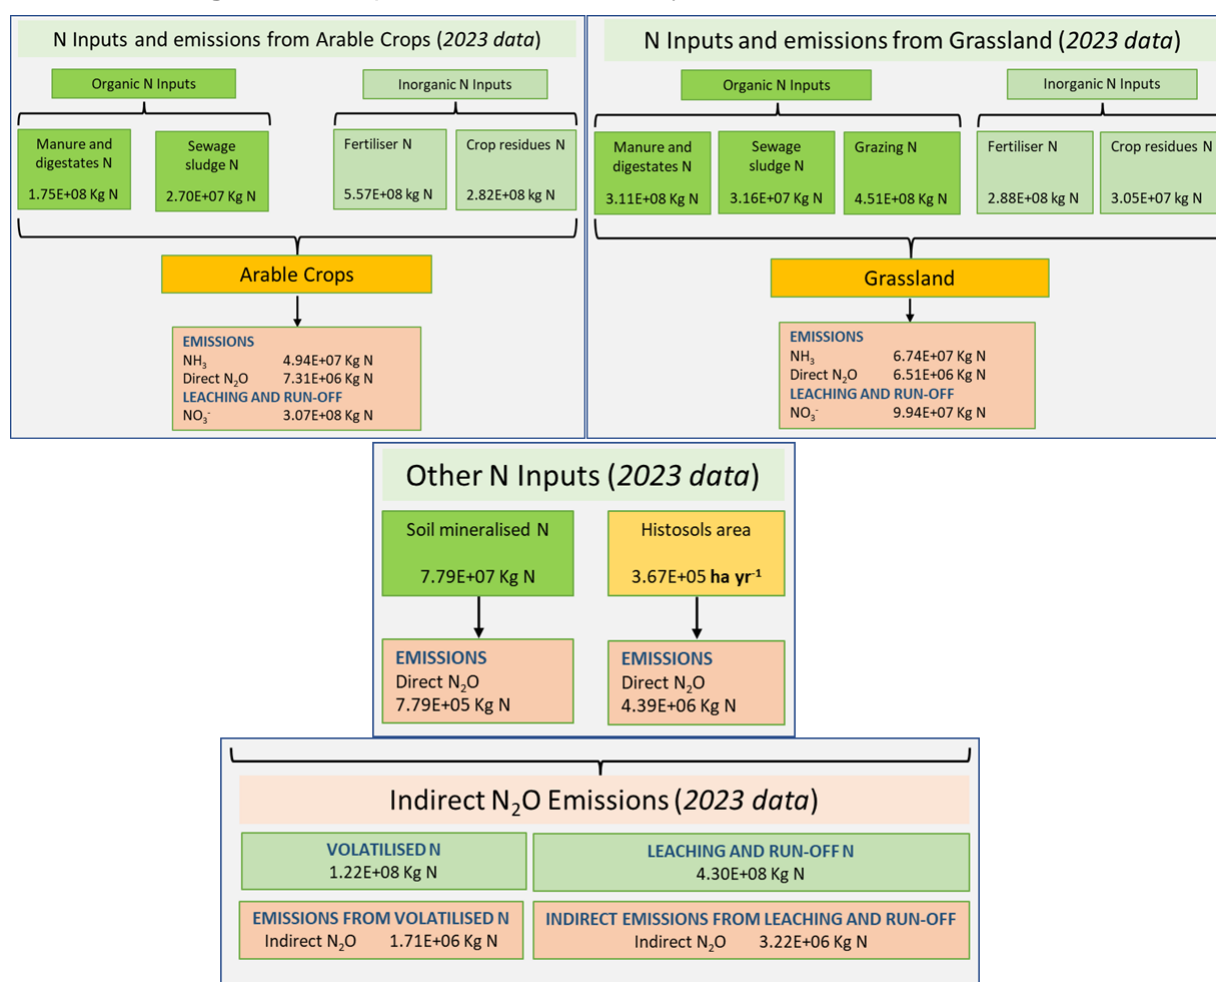 N Inputs and emissions from Arable Crops (2023 data)
Organic N Inputs
Inorganic N Inputs
Manure and
digestates N
1.75E+08 Kg N
Sewage
sludge N
2.70E+07 Kg N
Fertiliser N
5.57E+08 kg N
Crop residues N
2.82E+08 kg N
Arable Crops
EMISSIONS
NH3 4.94E+07 Kg N
Direct N2O 7.31E+06 Kg N
LEACHING AND RUN-OFF
NO3- 3.07E+08 Kg N
N Inputs and emissions from Grassland (2023 data)
Organic N Inputs
Inorganic N Inputs
Manure and
digestates N
3.11E+08 Kg N
Sewage
sludge N
3.16E+07 Kg N
Grazing N
4.51E+08 Kg N
Fertiliser N
2.88E+08 kg N
Crop residues N
3.05E+07 kg N
Grassland
EMISSIONS
NH3 6.74E+07 Kg N
Direct N2O 6.51E+06 Kg N
LEACHING AND RUN-OFF
NO3- 9.94E+07 Kg N
Other N Inputs (2023 data)
Soil mineralised N
7.79E+07 Kg N
Histosols area
3.67E+05 ha yr-1
EMISSIONS
Direct N2O
7.79E+05 Kg N
EMISSIONS
Direct N2O
4.39E+06 Kg N
Indirect N2O Emissions (2023 data)
VOLATILISED N
1.22E+08 Kg N
LEACHING AND RUN-OFF N
4.30E+08 Kg N
EMISSIONS FROM VOLATILISED N
Indirect N2O 1.71E+06 Kg N
INDIRECT EMISSIONS FROM LEACHING AND RUN-OFF
Indirect N2O 3.22E+06 Kg N